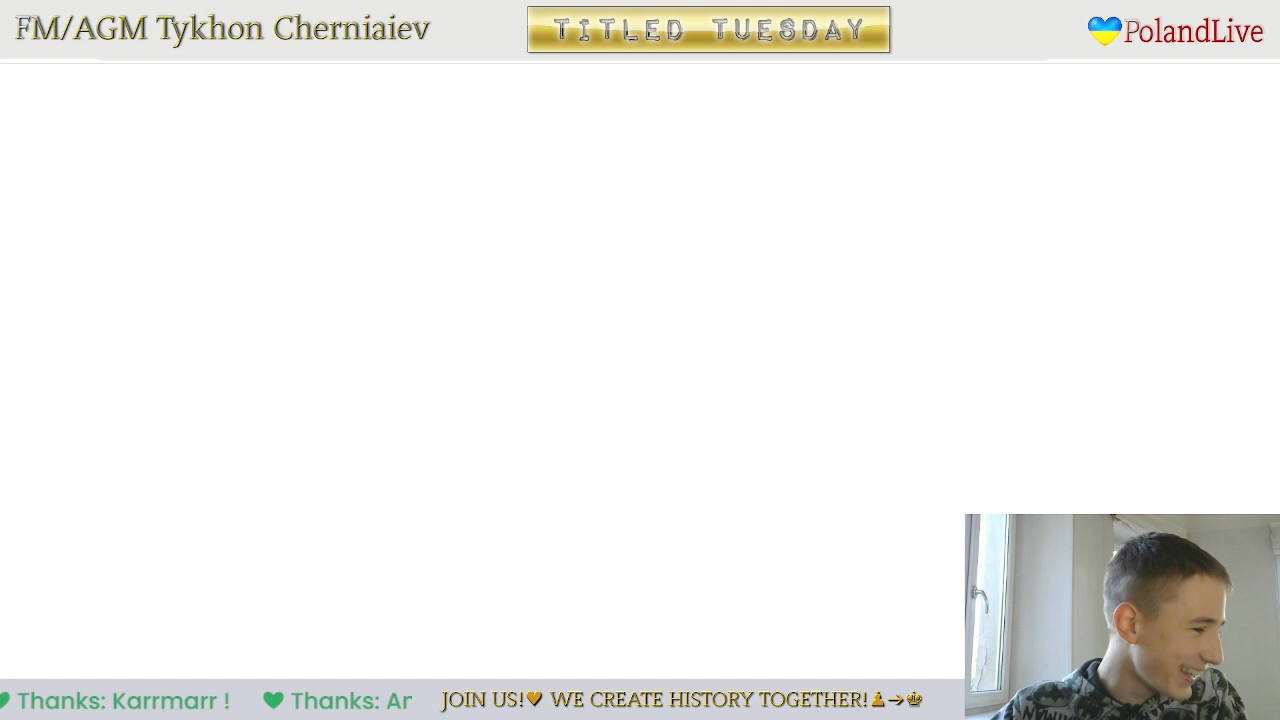 FM/AGM Tykhon Cherniaiev
TITLED TUESDAY
PolandLive
Thanks: Karrmarr !
Thanks: Ar
JOIN US! WE CREATE HISTORY TOGETHER!